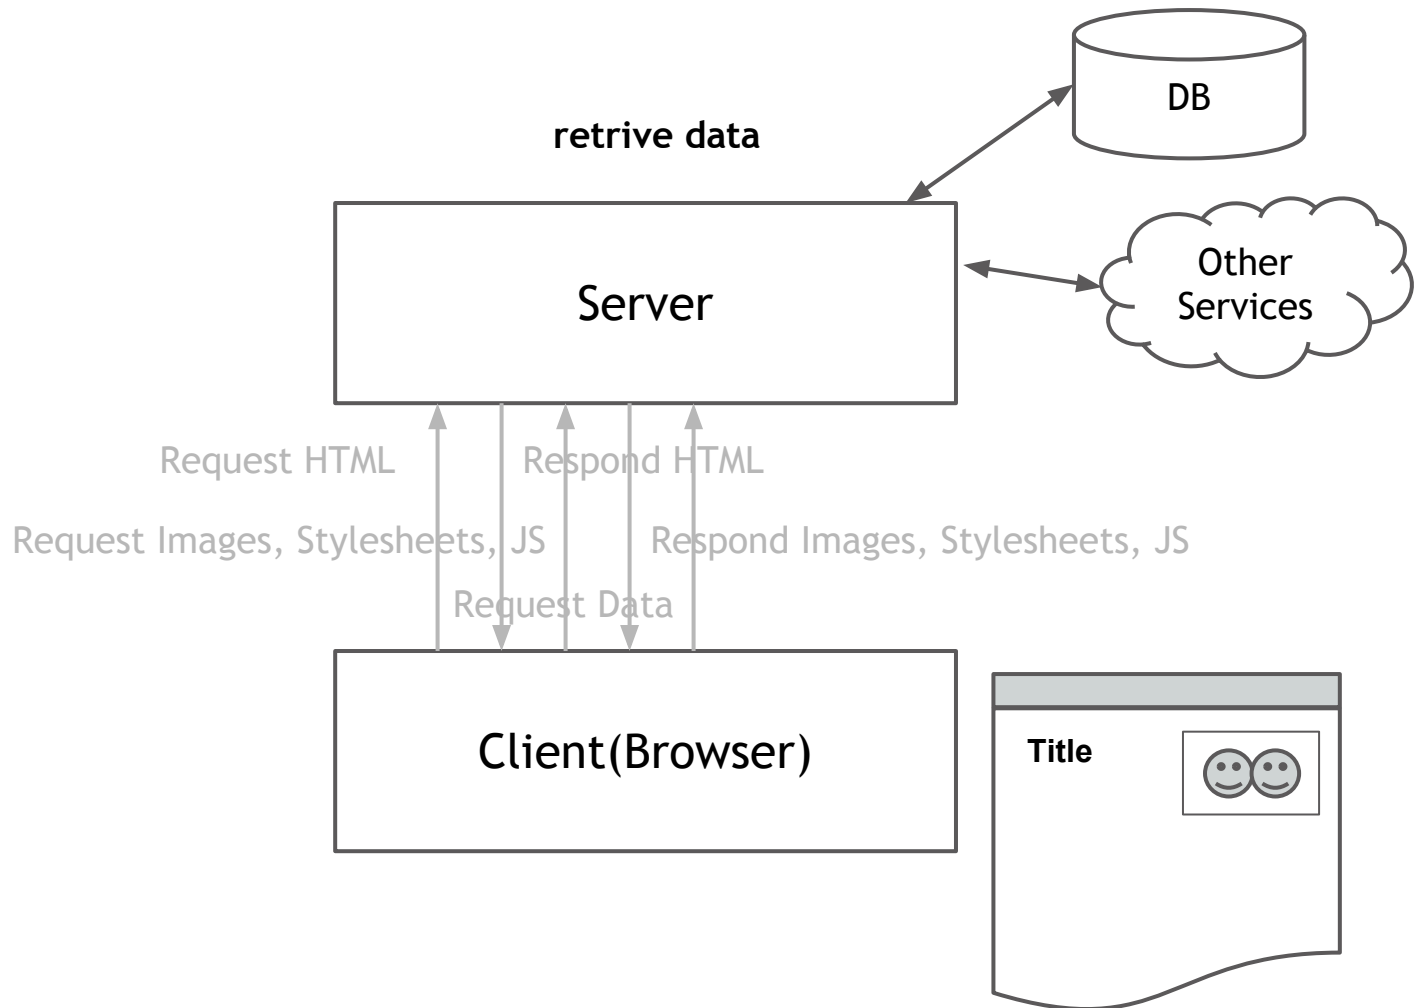 DB
retrive data
Other
Services
Server
Request HTML
Respond HTML
Request Images, Stylesheets, JS
Respond Images, Stylesheets, JS
Request Data
Client(Browser)
Title